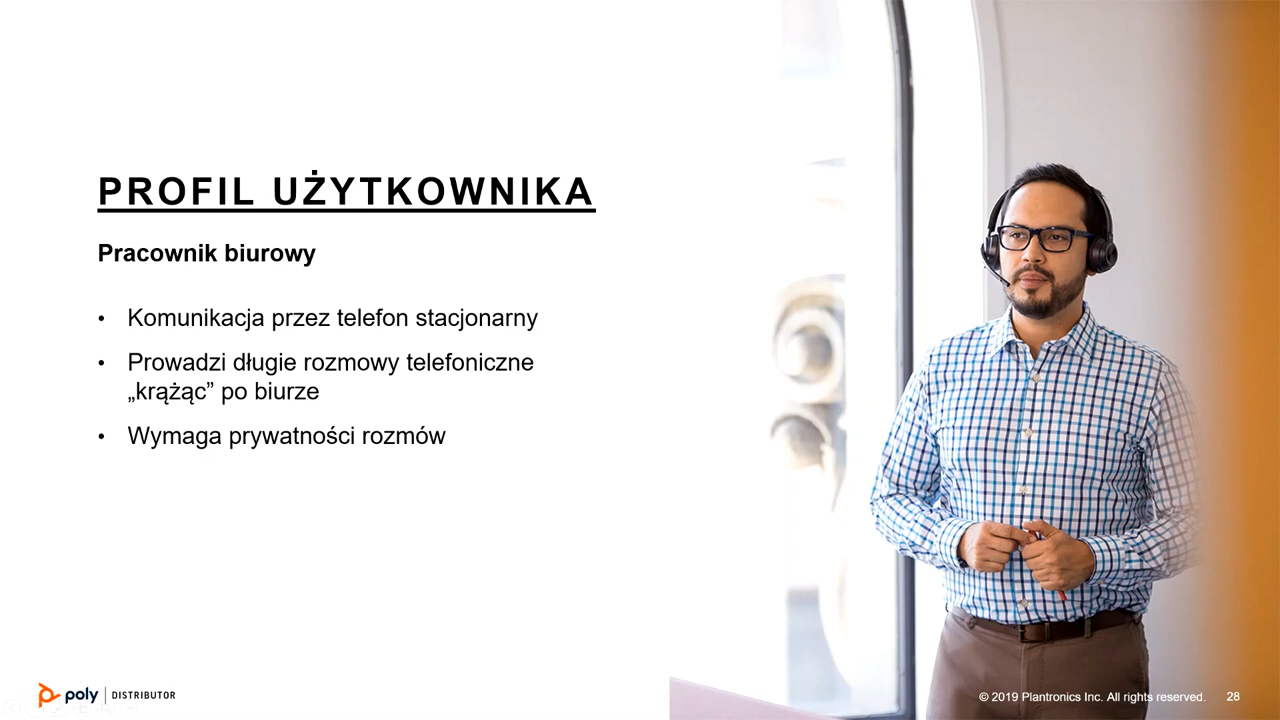 PROFIL UŻYTKOWNIKA
Pracownik biurowy
• Komunikacja przez telefon stacjonarny
• Prowadzi długie rozmowy telefoniczne
„krążąc” po biurze
• Wymaga prywatności rozmów
poly | DISTRIBUTOR
© 2019 Plantronics Inc. All rights reserved. 28